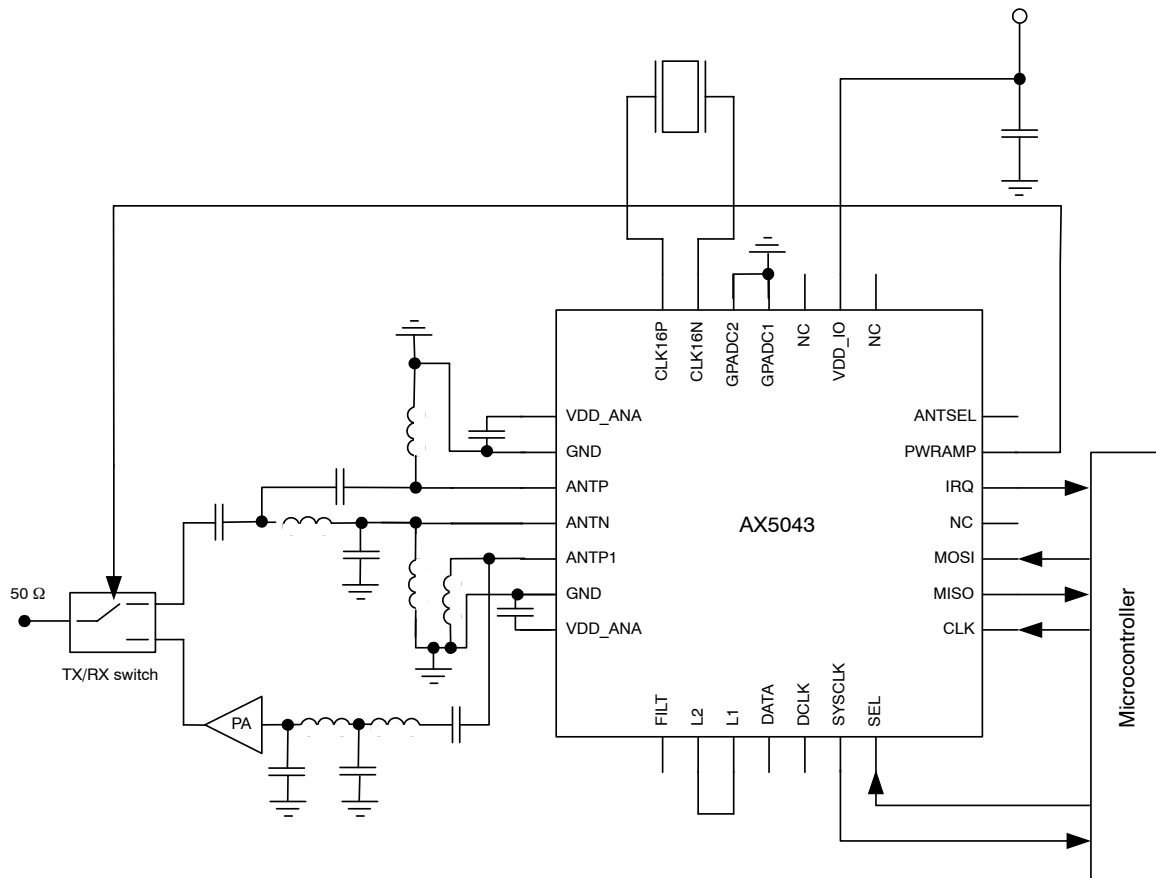 CLK16P
CLK16N
GPADC2
GPADC1
NC
VDD_IO
NC
VDD_ANA
GND
ANTP
ANTN
ANTP1
GND
VDD_ANA
AX5043
ANTSEL
PWRAMP
IRQ
NC
MOSI
MISO
CLK
Microcontroller
50 Ω
TX/RX switch
PA
FILT
L2
L1
DATA
DCLK
SYSCLK
SEL